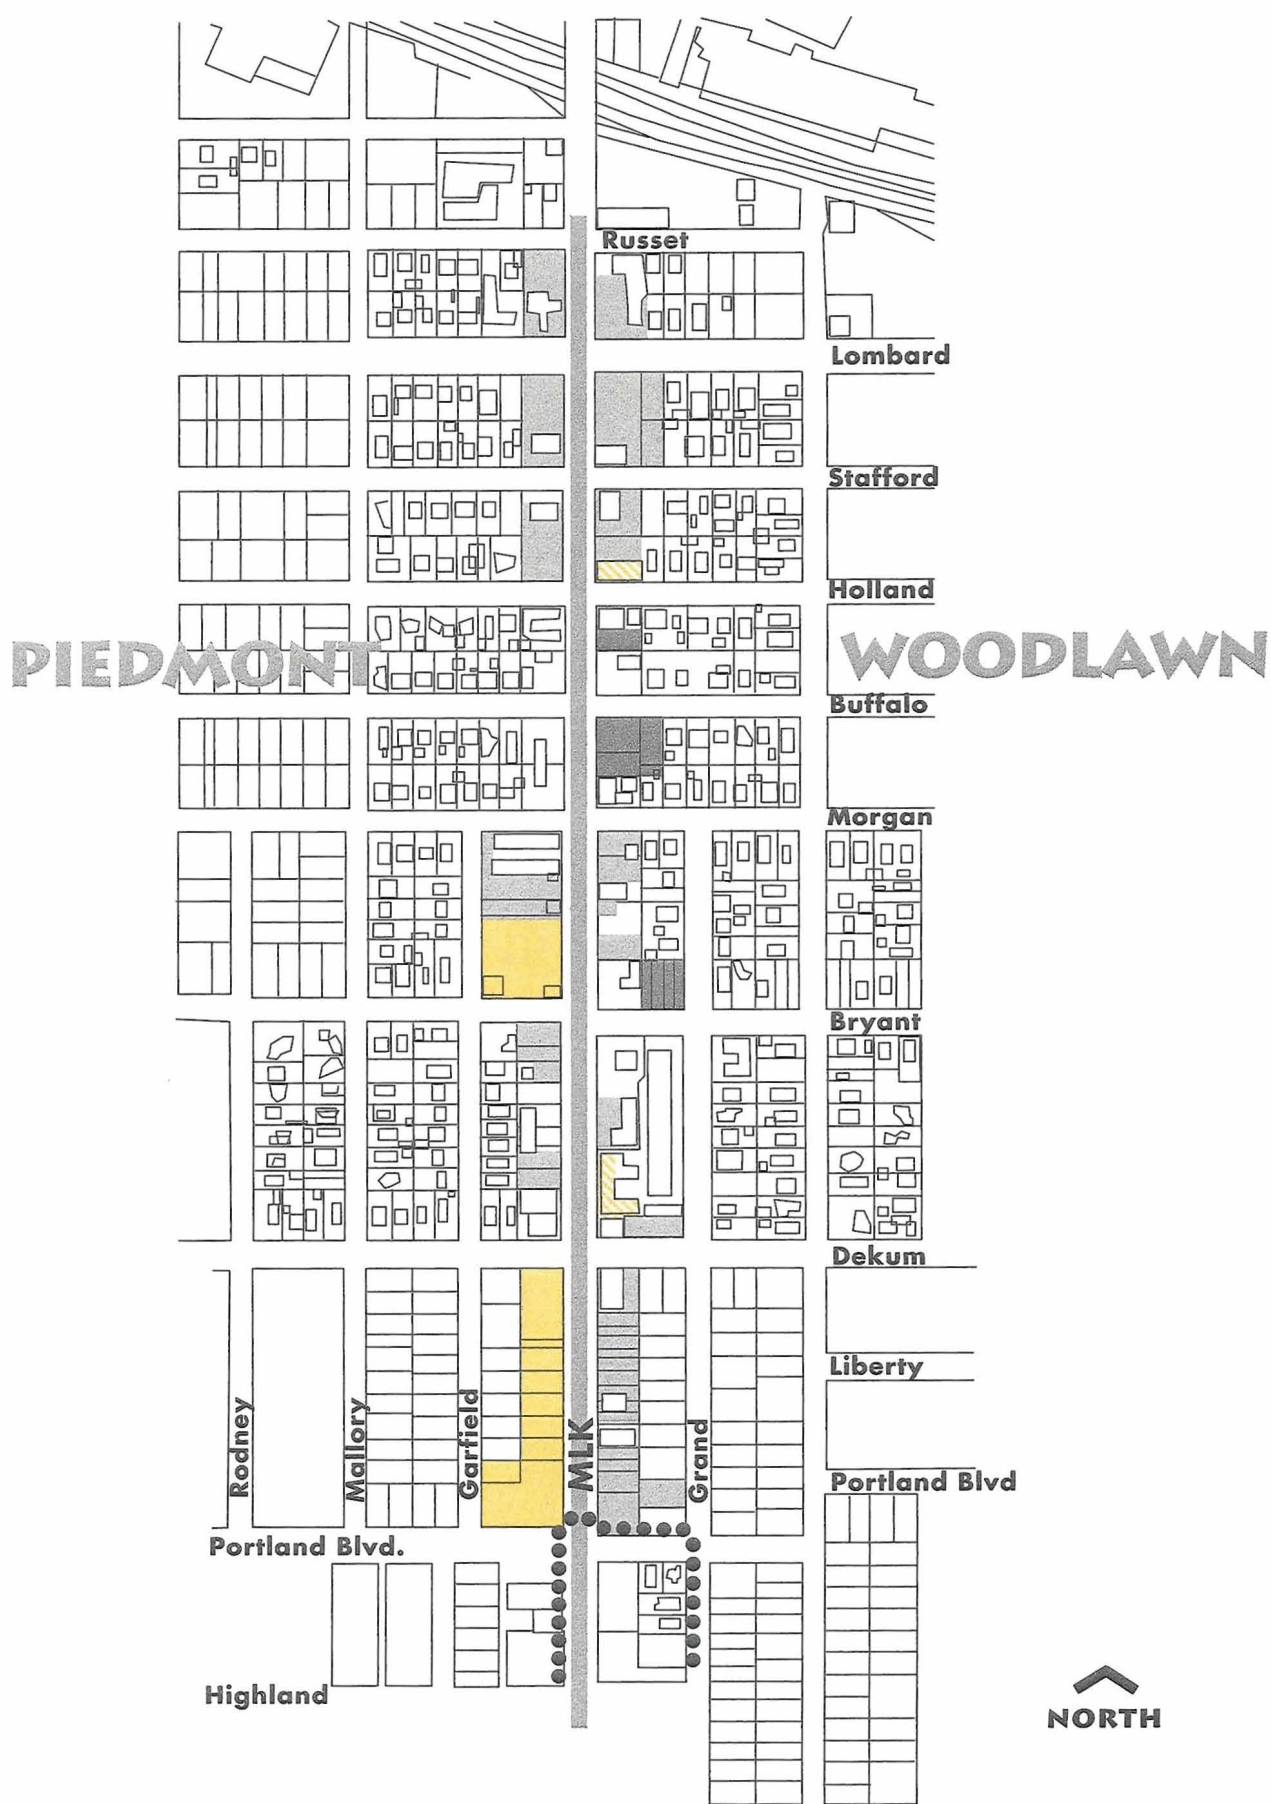 Russet
Lombard
Stafford
Holland
PIEDMONT
WOODLAWN
Buffalo
Morgan
Bryant
Dekum
Liberty
Rodney
Mallory
Garfield
MLK
Grand
Portland Blvd
Portland Blvd.
Highland
NORTH